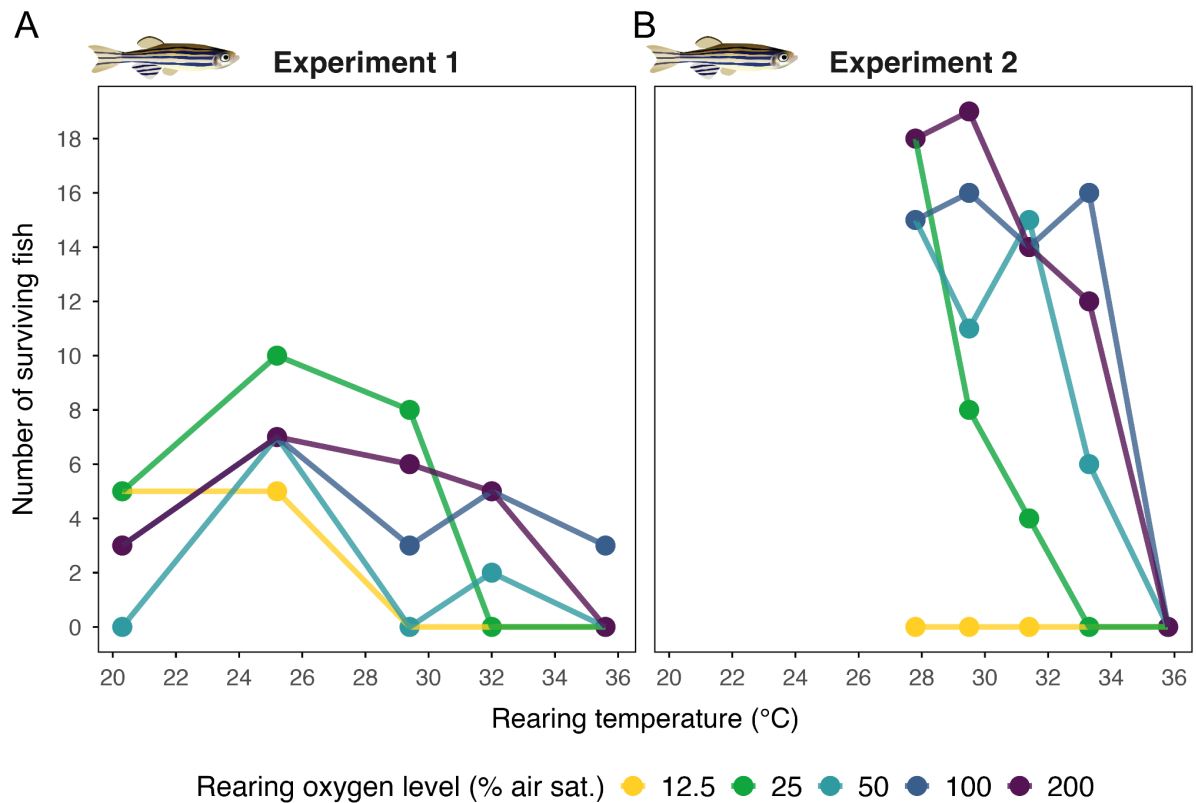 A
B
Experiment 1
Experiment 2
Number of surviving fish
18
16
14
12
10
8
6
4
2
0
20 22 24 26 28 30 32 34 36
20 22 24 26 28 30 32 34 36
Rearing temperature (°C)
Rearing oxygen level (% air sat.) 12.5 25 50 100 200